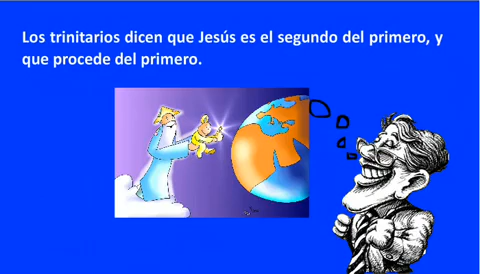 Los trinitarios dicen que Jesús es el segundo del primero, y
que procede del primero.